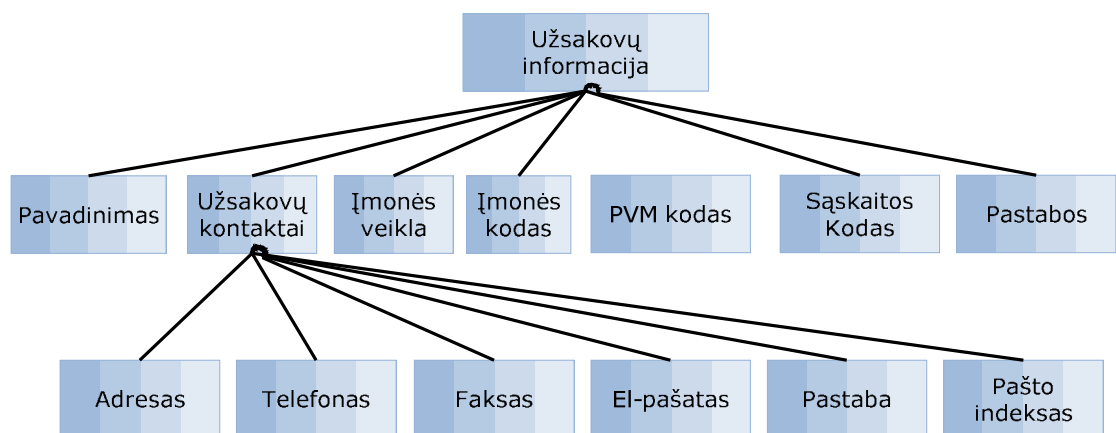 Užsakovų
informacija
Pavadinimas
Užsakovų
kontaktai
Įmonės
veikla
Įmonės
kodas
PVM kodas
Sąskaitos
Kodas
Pastabos
Adresas
Telefonas
Faksas
El-pašatas
Pastaba
Pašto
indeksas